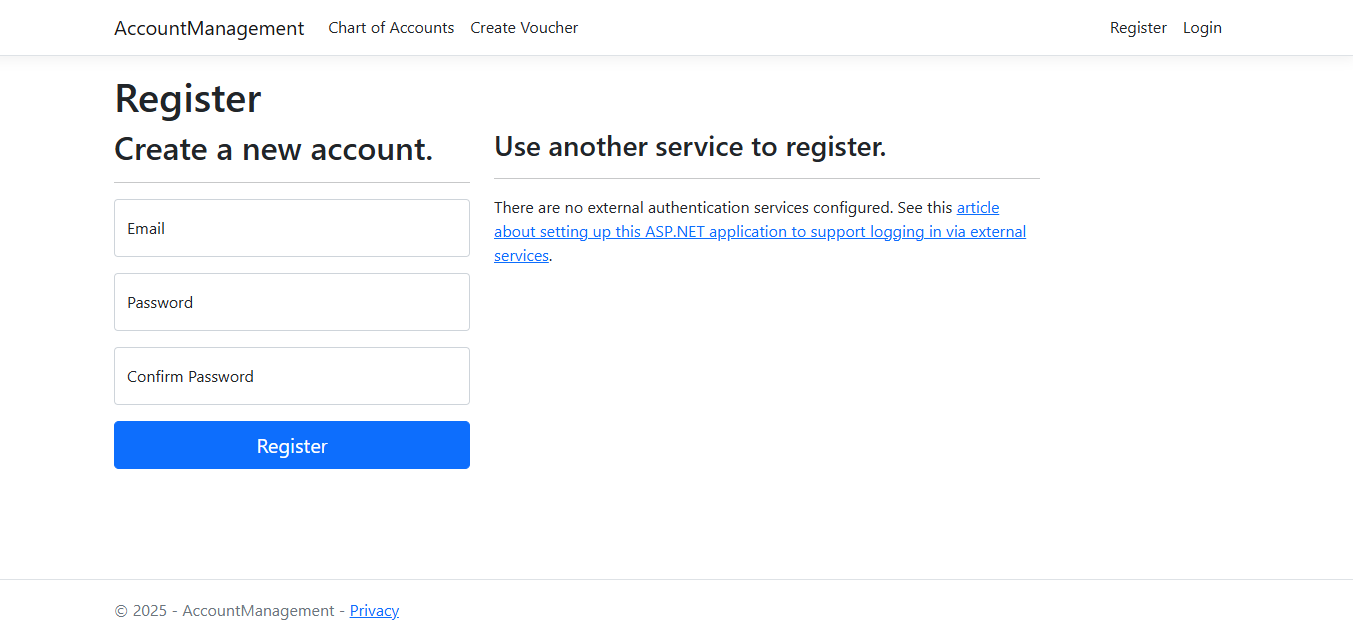 AccountManagement Chart of Accounts Create Voucher Register Login
Register
Create a new account.
Email
Password
Confirm Password
Register
Use another service to register.
There are no external authentication services configured. See this article
about setting up this ASP.NET application to support logging in via external
services.
© 2025 - AccountManagement - Privacy